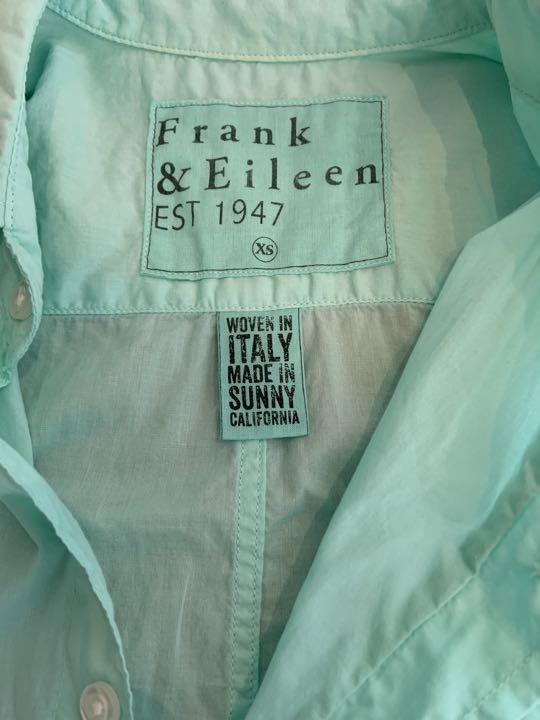 Frank
& Eileen
EST 1947
XS
WOVEN IN
ITALY
MADE IN
SUNNY
CALIFORNIA